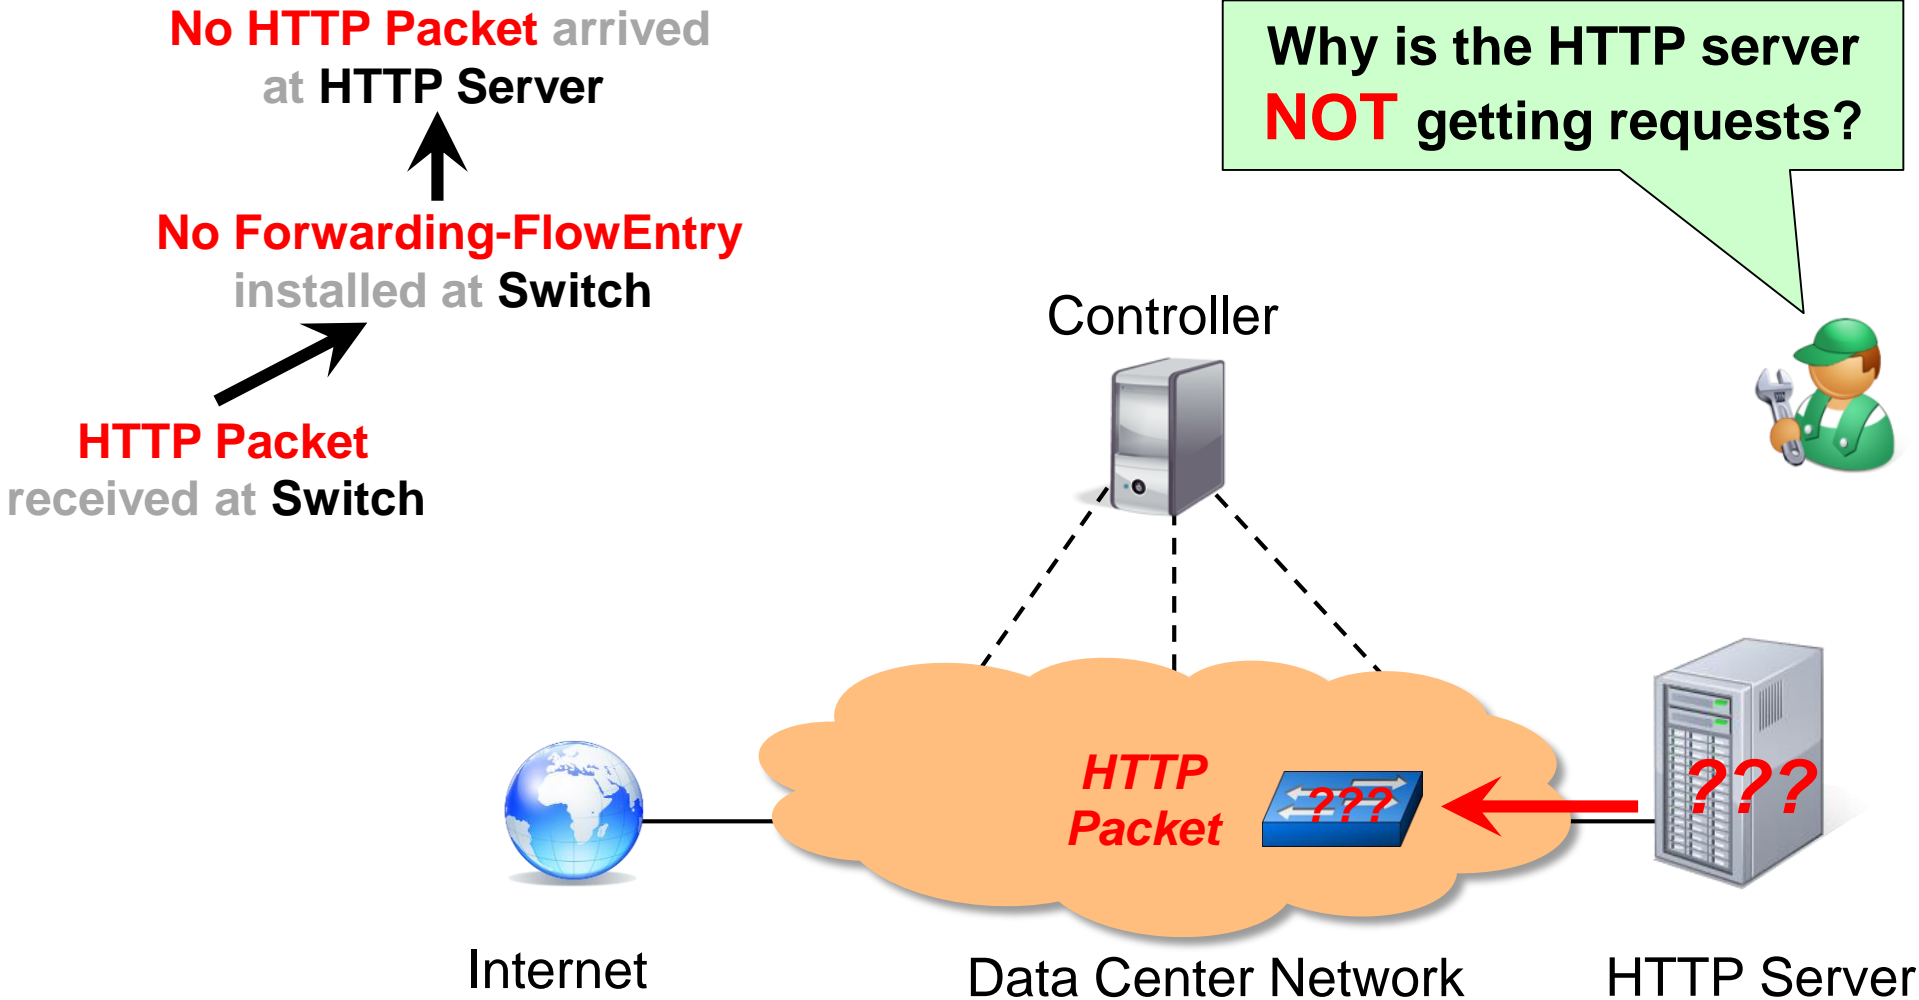 No HTTP Packet arrived
at HTTP Server
No Forwarding-FlowEntry
installed at Switch
HTTP Packet
received at Switch
Why is the HTTP server
NOT getting requests?
Controller
HTTP
Packet
???
???
Internet
Data Center Network
HTTP Server